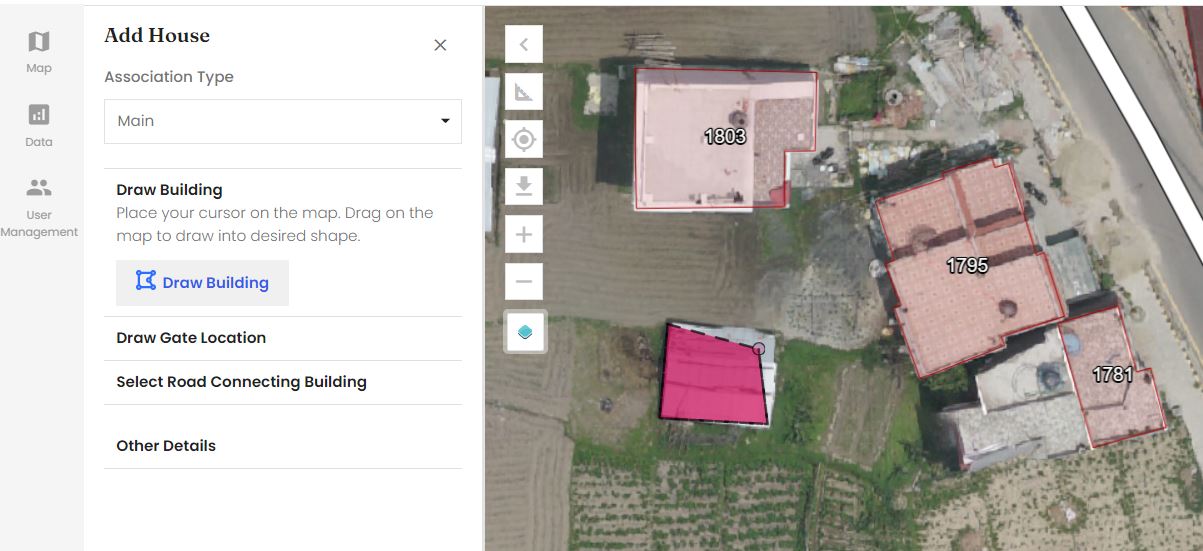 Map
Data
User
Management
Add House
Association Type
Main
Draw Building
Place your cursor on the map. Drag on the
map to draw into desired shape.
Draw Building
Draw Gate Location
Select Road Connecting Building
Other Details
1803
1795
1781